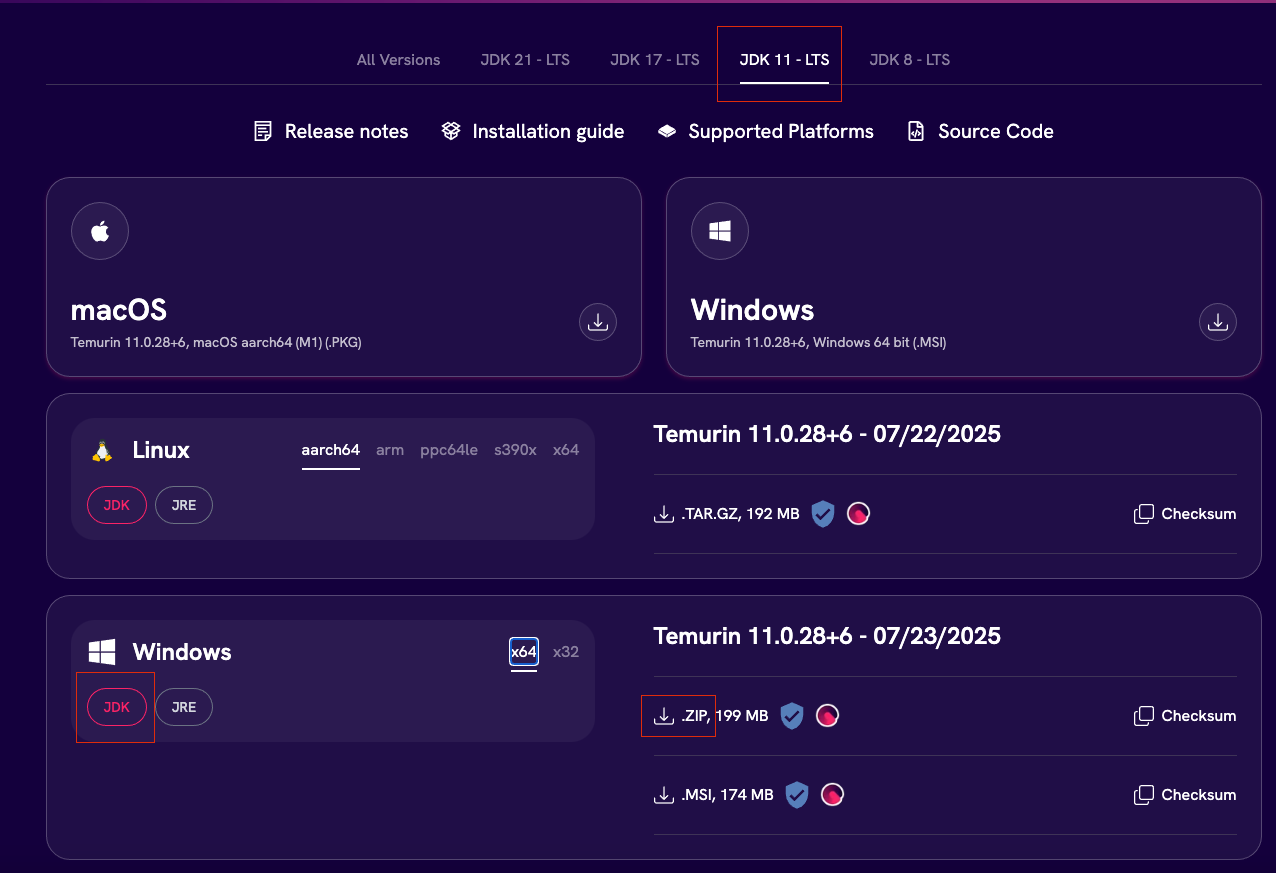 All Versions JDK 21 - LTS JDK 17 - LTS JDK 11 - LTS JDK 8 - LTS
Release notes Installation guide Supported Platforms Source Code
macOS
Temurin 11.0.28+6, macOS aarch64 (M1) (.PKG)
Windows
Temurin 11.0.28+6, Windows 64 bit (.MSI)
Linux aarch64 arm ppc64le s390x x64
JDK JRE
Temurin 11.0.28+6 - 07/22/2025
.TAR.GZ, 192 MB Checksum
Windows x64 x32
JDK JRE
Temurin 11.0.28+6 - 07/23/2025
.ZIP, 199 MB Checksum
.MSI, 174 MB Checksum